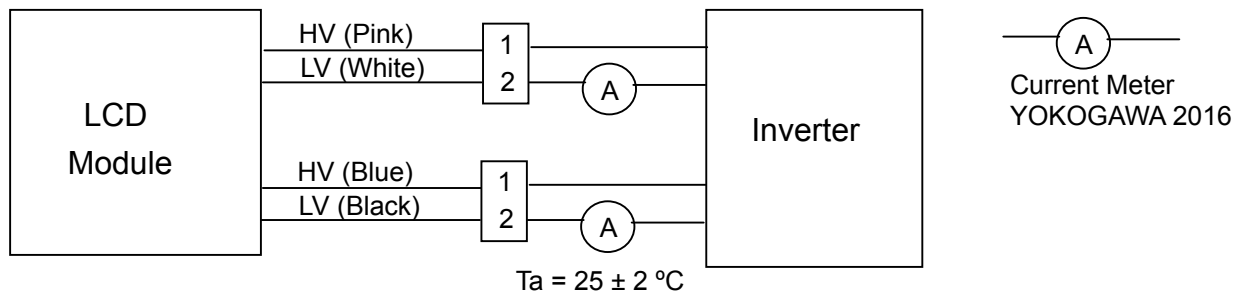 LCD
Module
HV (Pink)
LV (White)
1
2
A
HV (Blue)
LV (Black)
1
2
A
Ta = 25 ± 2 ºC
Inverter
A
Current Meter
YOKOGAWA 2016